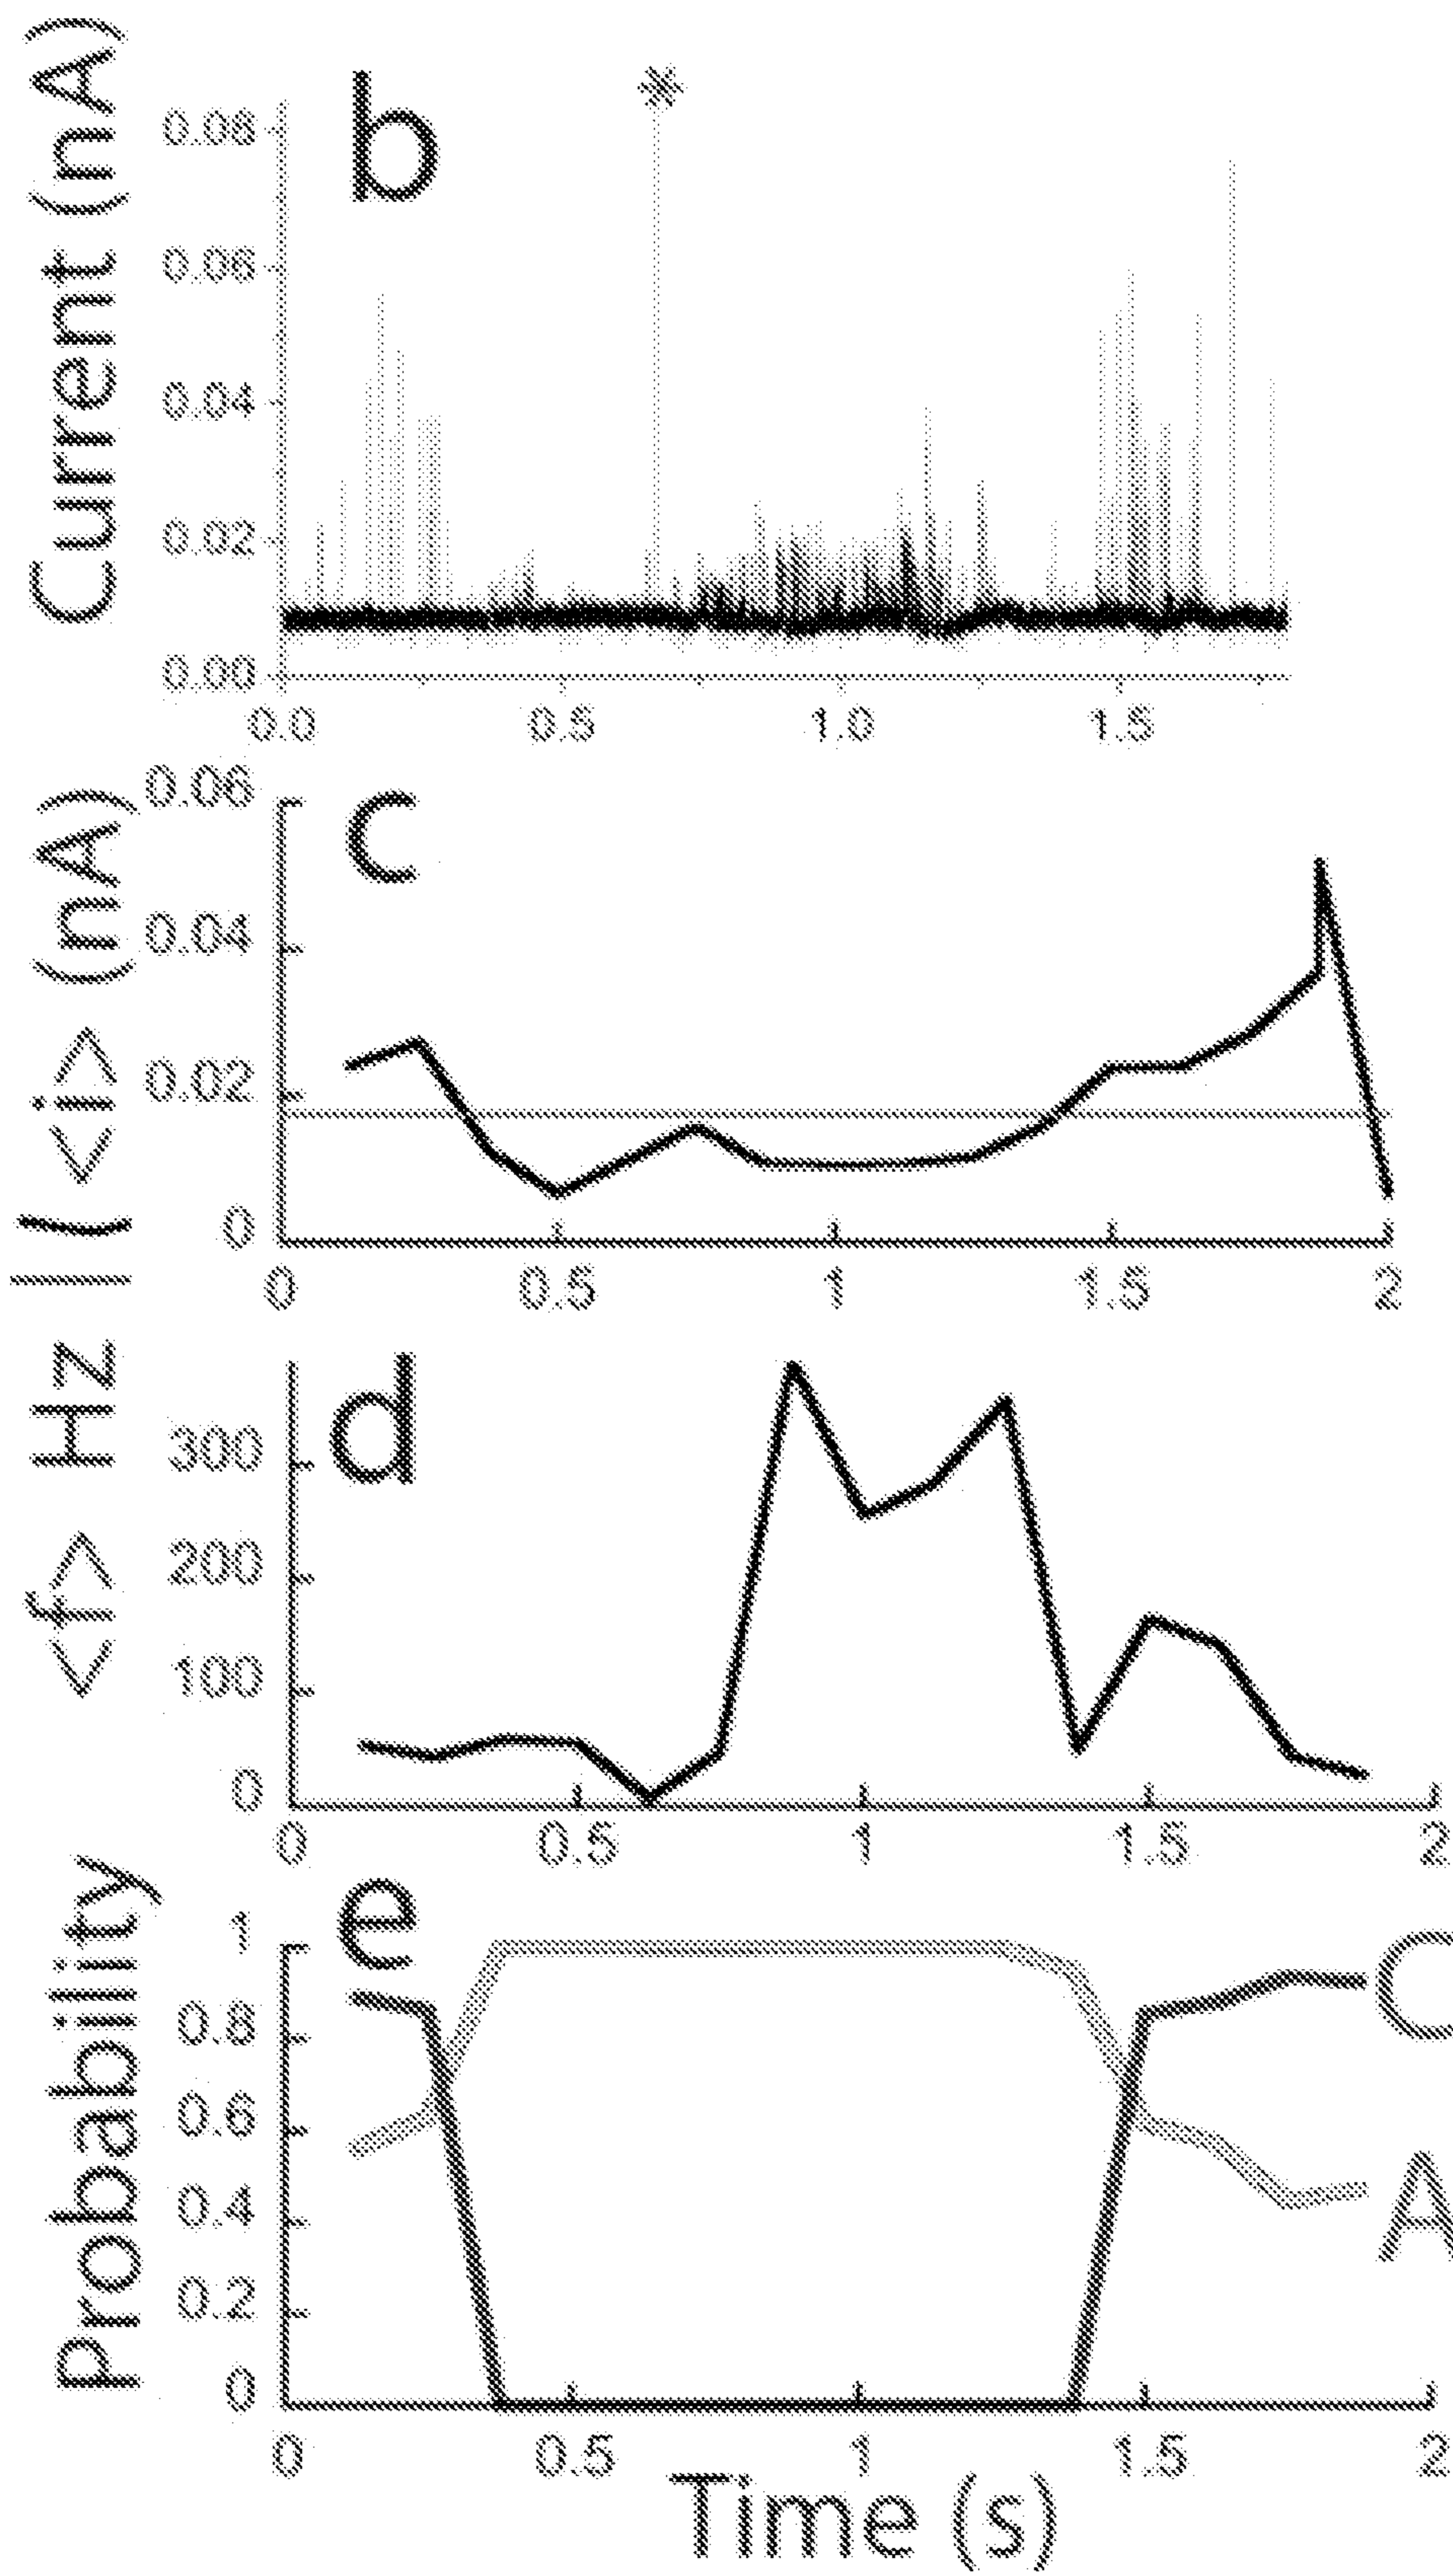 Current (nA)
b
*
0.08
0.06
0.04
0.02
0.00
0.0 0.5 1.0 1.5
| (<i> (nA)
c
0.06
0.04
0.02
0
0 0.5 1 1.5 2
<f> Hz
d
300
200
100
0
0 0.5 1 1.5 2
Probability
e
1
0.8
0.6
0.4
0.2
0
C
A
0 0.5 1 1.5 2
Time (s)